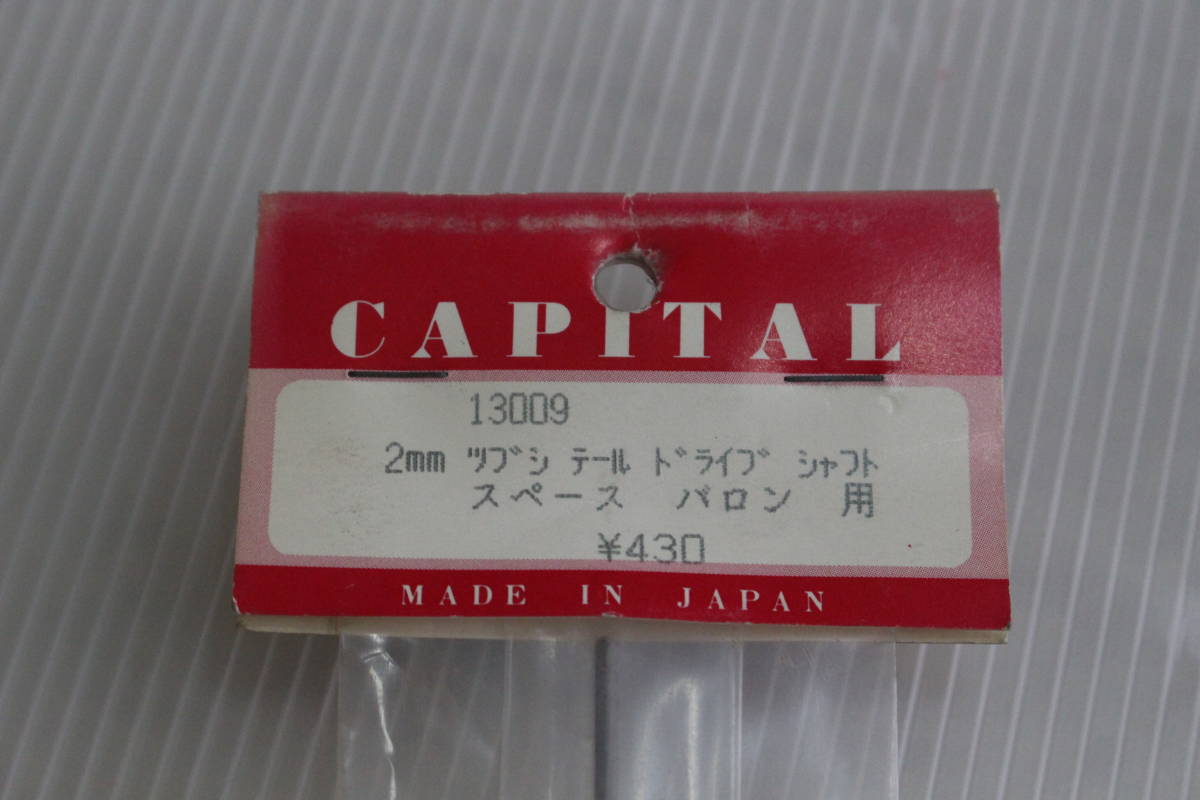 CAPITAL
13009
2mm ﾂﾌﾞｼ ﾃｰﾙ ﾄﾞﾗｲﾌﾞ ｼｬﾌﾄ
スペース バロン 用
¥430
MADE IN JAPAN